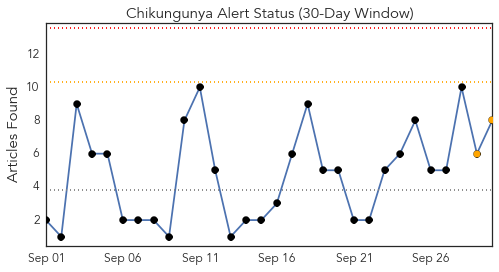 Chikungunya Alert Status (30-Day Window)
Articles Found
12
10
8
6
4
2
Sep 01 Sep 06 Sep 11 Sep 16 Sep 21 Sep 26